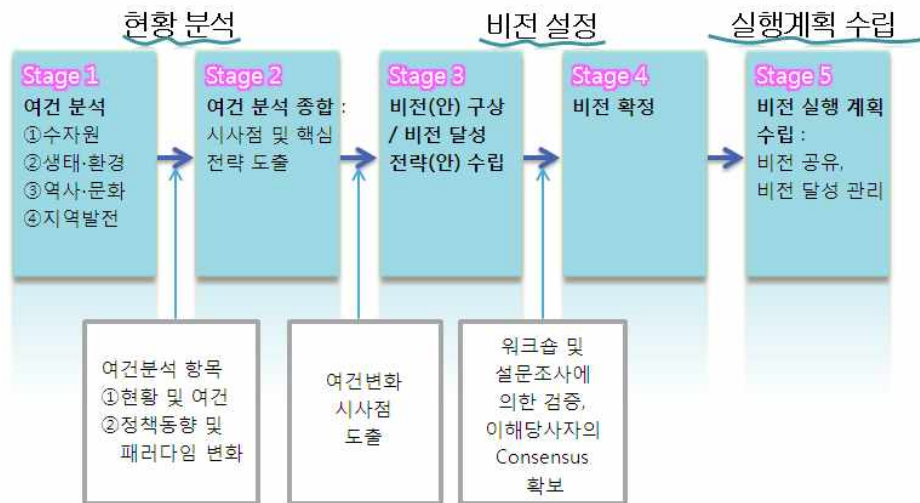 현황 분석
비전 설정
실행계획 수립
Stage 1
여건 분석
①수자원
②생태·환경
③역사·문화
④지역발전
Stage 2
여건 분석 종합 :
시사점 및 핵심
전략 도출
Stage 3
비전(안) 구상
/ 비전 달성
전략(안) 수립
Stage 4
비전 확정
Stage 5
비전 실행 계획
수립 :
비전 공유,
비전 달성 관리
여건분석 항목
①현황 및 여건
②정책동향 및
패러다임 변화
여건변화
시사점
도출
워크숍 및
설문조사에
의한 검증,
이해당사자의
Consensus
확보